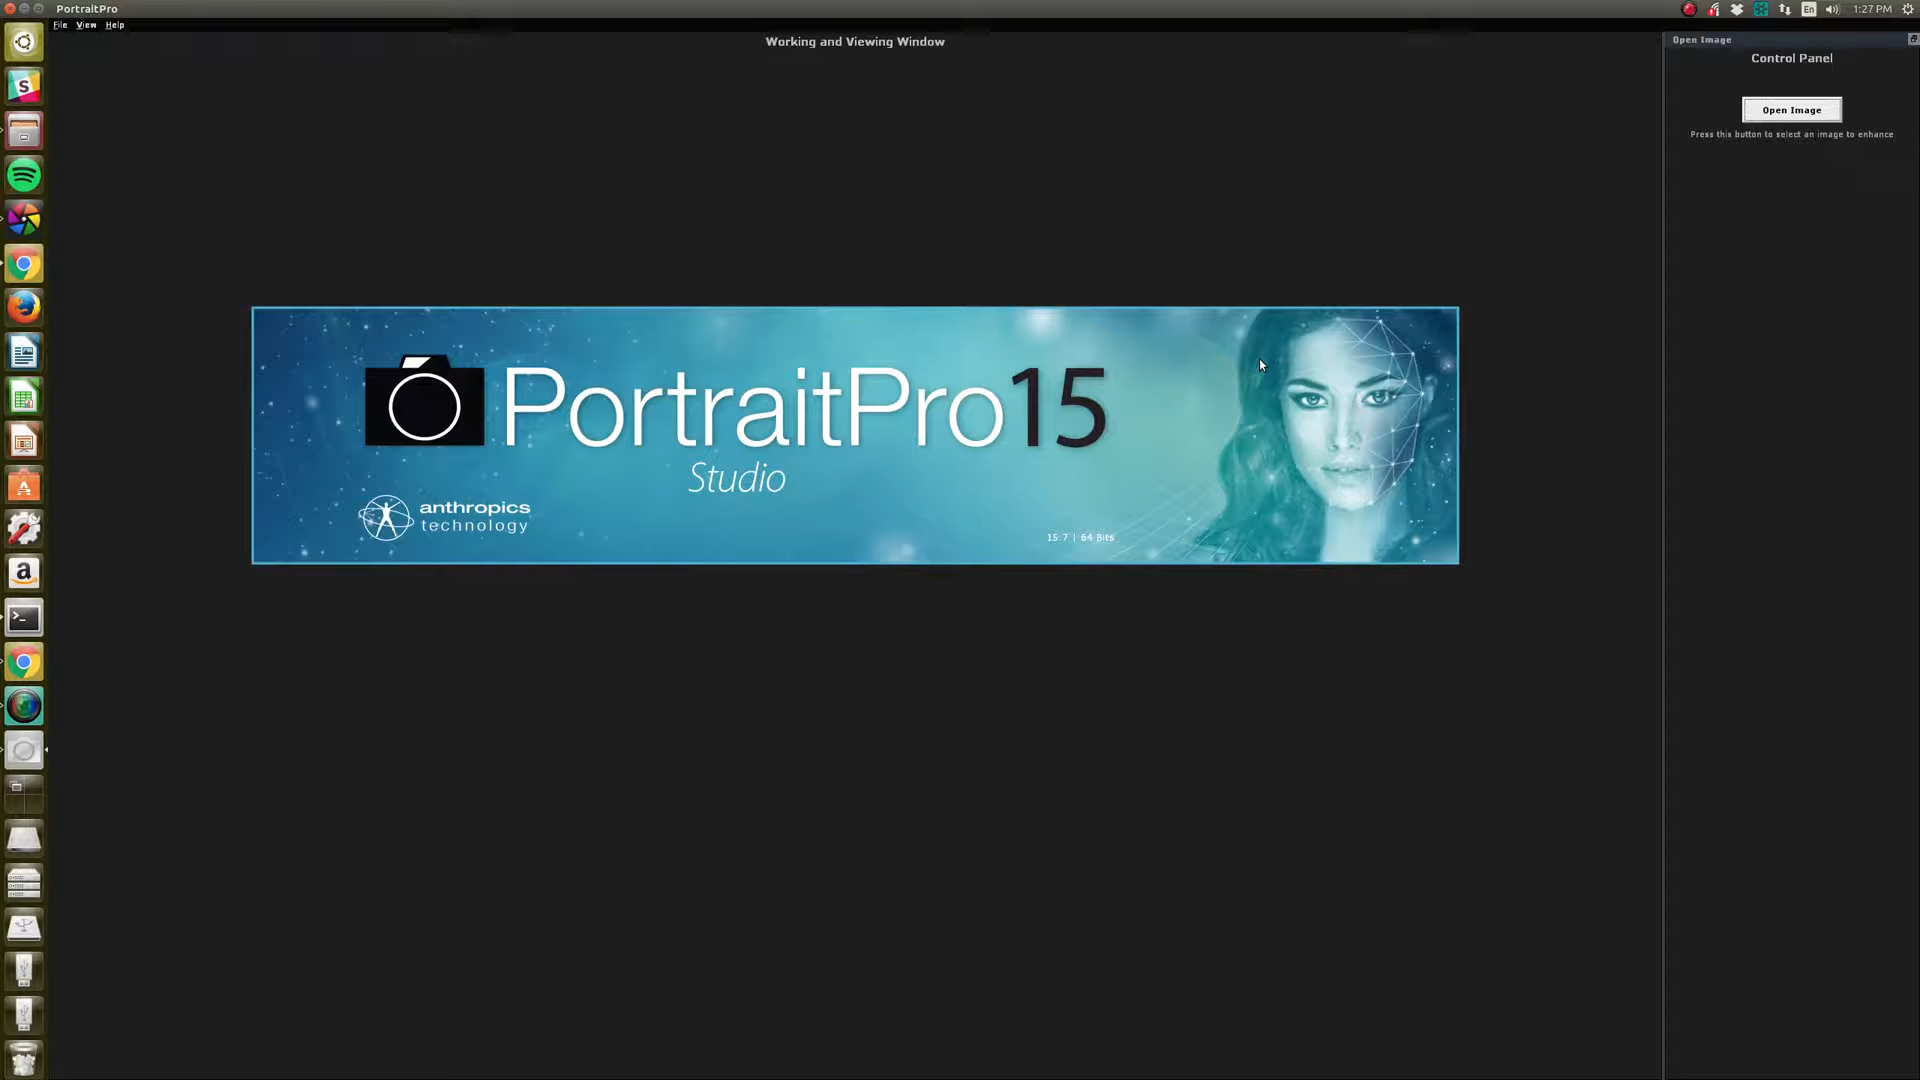 PortraitPro
1:27 PM
En
File View Help
Working and Viewing Window
Open Image
Control Panel
Open Image
Press this button to select an image to enhance
PortraitPro15
Studio
anthropics
technology
15.7 | 64 Bits